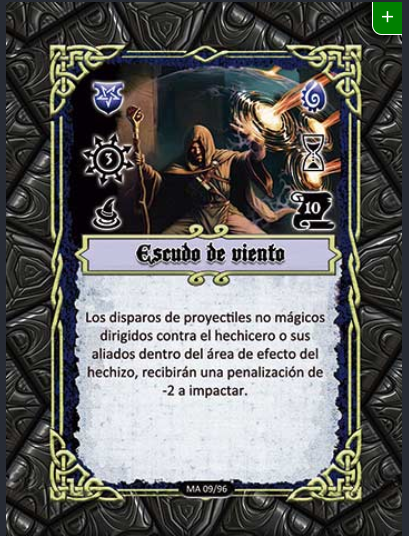 +
3
10
Escudo de viento
Los disparos de proyectiles no mágicos
dirigidos contra el hechicero o sus
aliados dentro del área de efecto del
hechizo, recibirán una penalización de
-2 a impactar.
MA 09/96